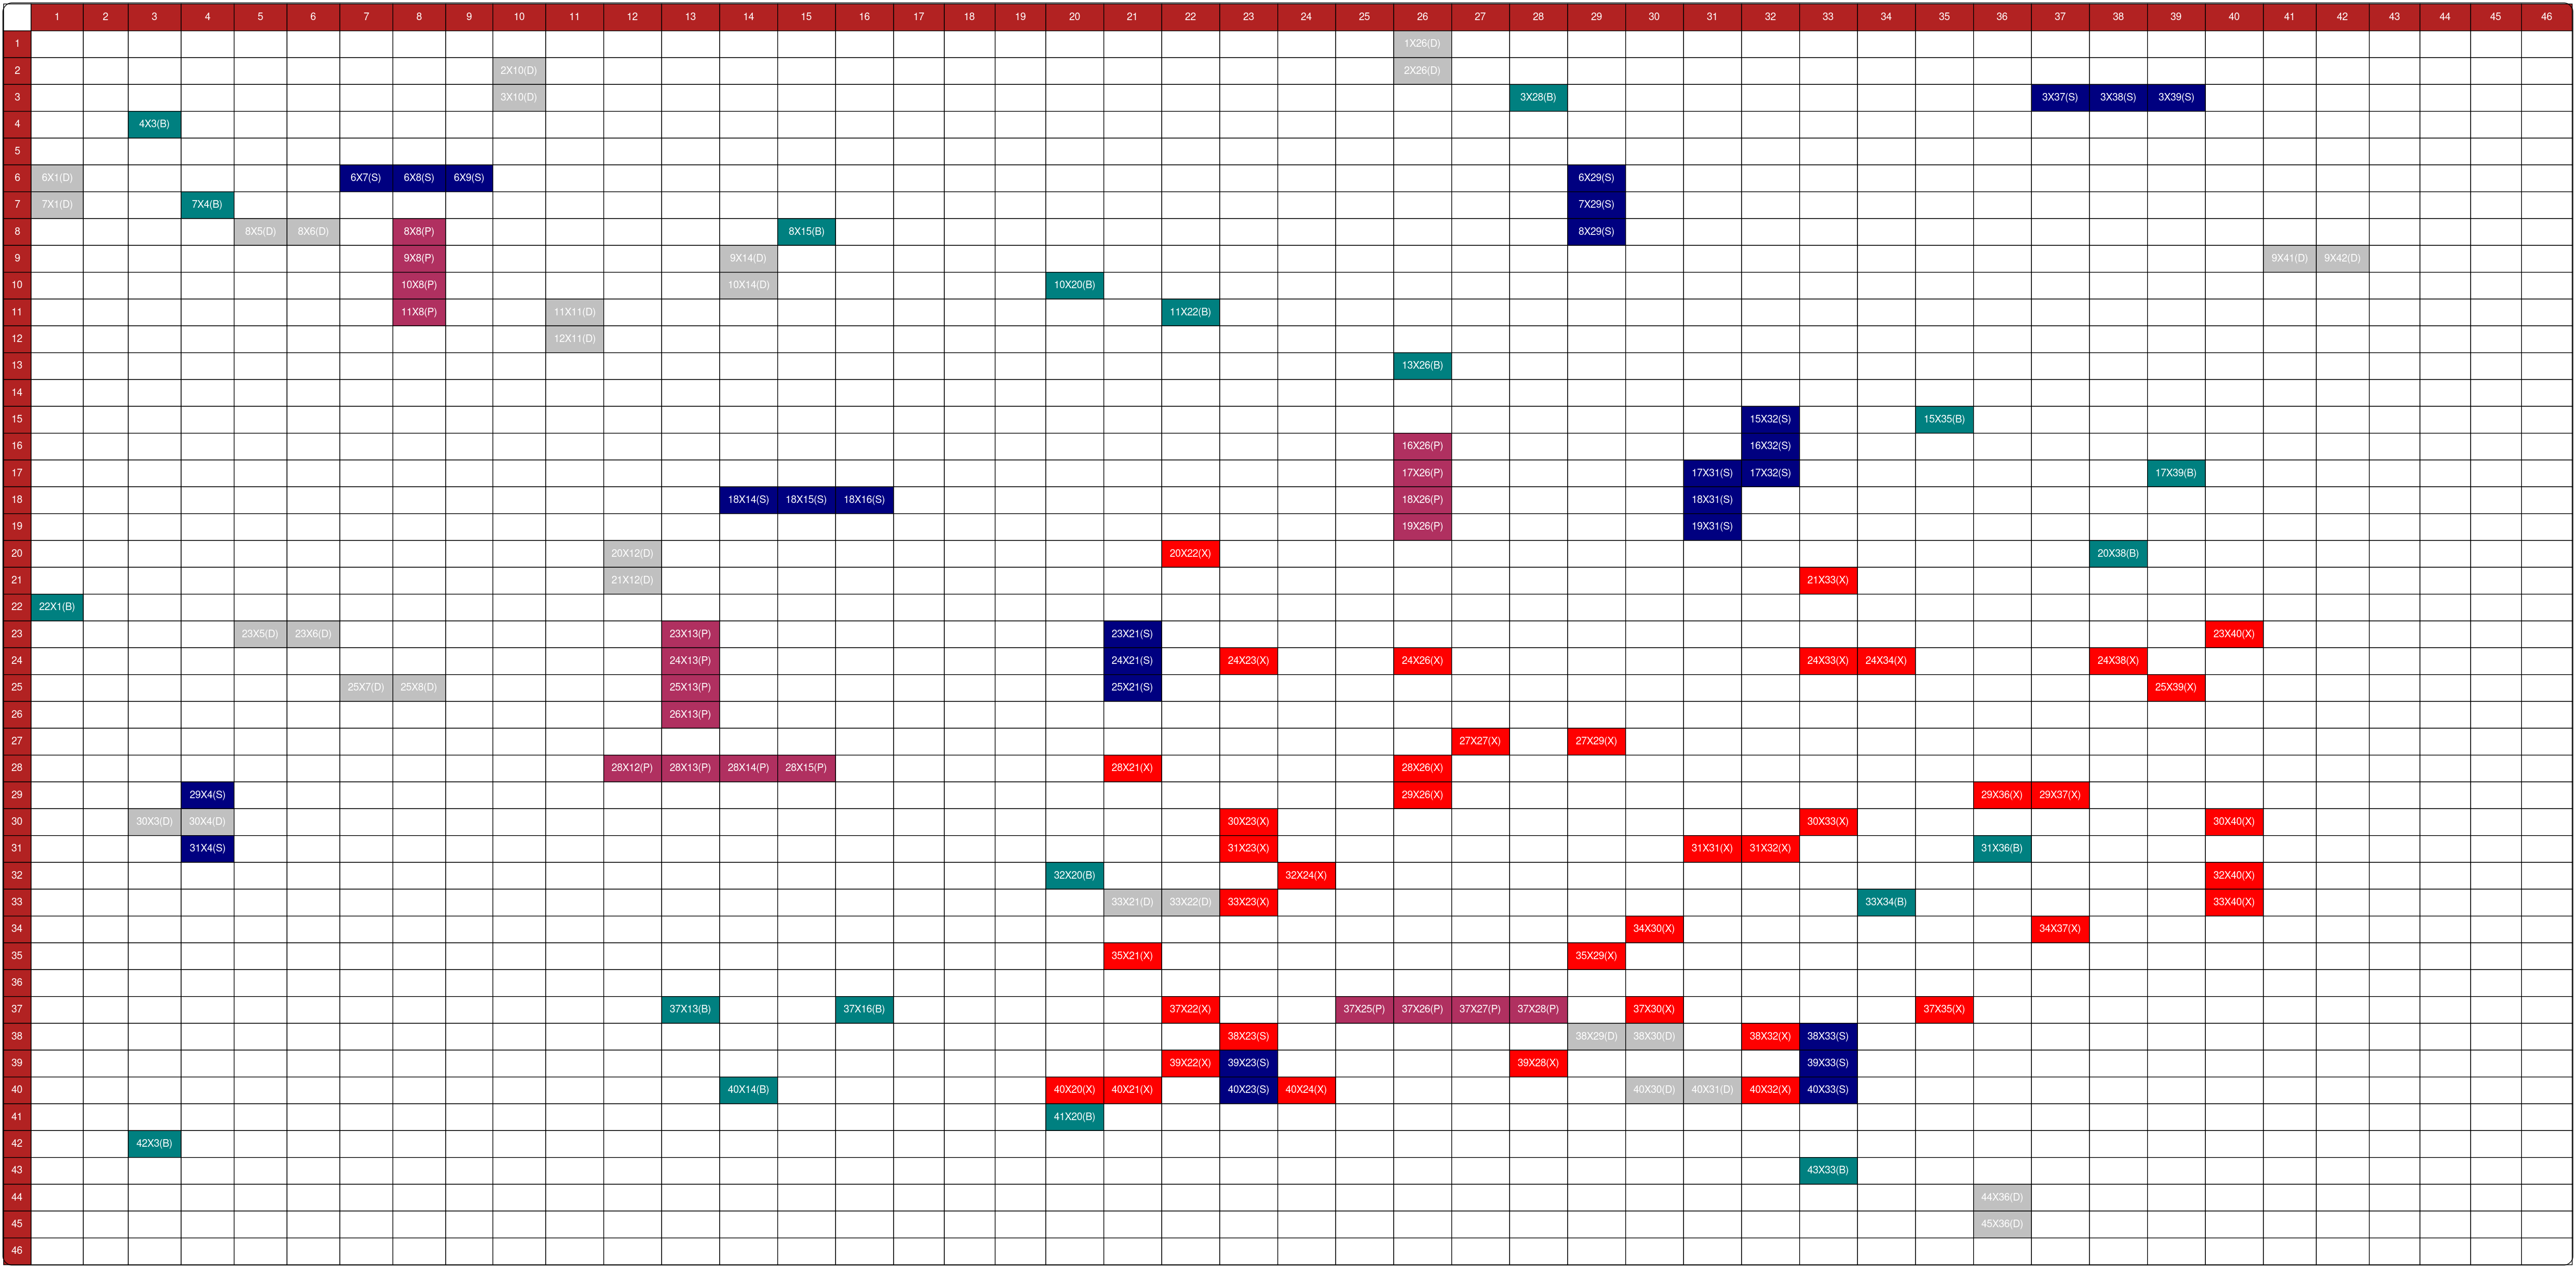 1 2 3 4 5 6 7 8 9 10 11 12 13 14 15 16 17 18 19 20 21 22 23 24 25 26 27 28 29 30 31 32 33 34 35 36 37 38 39 40 41 42 43 44 45 46
1 1X26(D)
2 2X10(D) 2X26(D)
3 3X10(D) 3X28(B) 3X37(S) 3X38(S) 3X39(S)
4 4X3(B)
5
6 6X1(D) 6X7(S) 6X8(S) 6X9(S) 6X29(S)
7 7X1(D) 7X4(B) 7X29(S)
8 8X5(D) 8X6(D) 8X8(P) 8X15(B) 8X29(S)
9 9X8(P) 9X14(D) 9X41(D) 9X42(D)
10 10X8(P) 10X14(D) 10X20(B)
11 11X8(P) 11X11(D) 11X22(B)
12 12X11(D)
13 13X26(B)
14
15 15X32(S) 15X35(B)
16 16X26(P) 16X32(S)
17 17X26(P) 17X31(S) 17X32(S) 17X39(B)
18 18X14(S) 18X15(S) 18X16(S) 18X26(P) 18X31(S)
19 19X26(P) 19X31(S)
20 20X12(D) 20X22(X) 20X38(B)
21 21X12(D) 21X33(X)
22 22X1(B)
23 23X5(D) 23X6(D) 23X13(P) 23X21(S) 23X40(X)
24 24X13(P) 24X21(S) 24X23(X) 24X26(X) 24X33(X) 24X34(X) 24X38(X)
25 25X7(D) 25X8(D) 25X13(P) 25X21(S) 25X39(X)
26 26X13(P)
27 27X27(X) 27X29(X)
28 28X12(P) 28X13(P) 28X14(P) 28X15(P) 28X21(X) 28X26(X)
29 29X4(S) 29X26(X) 29X36(X) 29X37(X)
30 30X3(D) 30X4(D) 30X23(X) 30X33(X) 30X40(X)
31 31X4(S) 31X23(X) 31X31(X) 31X32(X) 31X36(B)
32 32X20(B) 32X24(X) 32X40(X)
33 33X21(D) 33X22(D) 33X23(X) 33X34(B) 33X40(X)
34 34X30(X) 34X37(X)
35 35X21(X) 35X29(X)
36
37 37X13(B) 37X16(B) 37X22(X) 37X25(P) 37X26(P) 37X27(P) 37X28(P) 37X30(X) 37X35(X)
38 38X23(S) 38X29(D) 38X30(D) 38X32(X) 38X33(S)
39 39X22(X) 39X23(S) 39X28(X) 39X33(S)
40 40X14(B) 40X20(X) 40X21(X) 40X23(S) 40X24(X) 40X30(D) 40X31(D) 40X32(X) 40X33(S)
41 41X20(B)
42 42X3(B)
43 43X33(B)
44 44X36(D)
45 45X36(D)
46